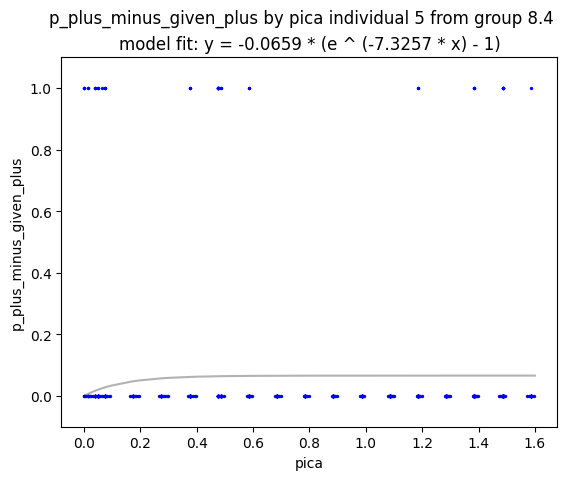 p_plus_minus_given_plus by pica individual 5 from group 8.4
model fit: y = -0.0659 * (e ^ (-7.3257 * x) - 1)
1.0
0.8
0.6
0.4
0.2
0.0
p_plus_minus_given_plus
0.0 0.2 0.4 0.6 0.8 1.0 1.2 1.4 1.6
pica